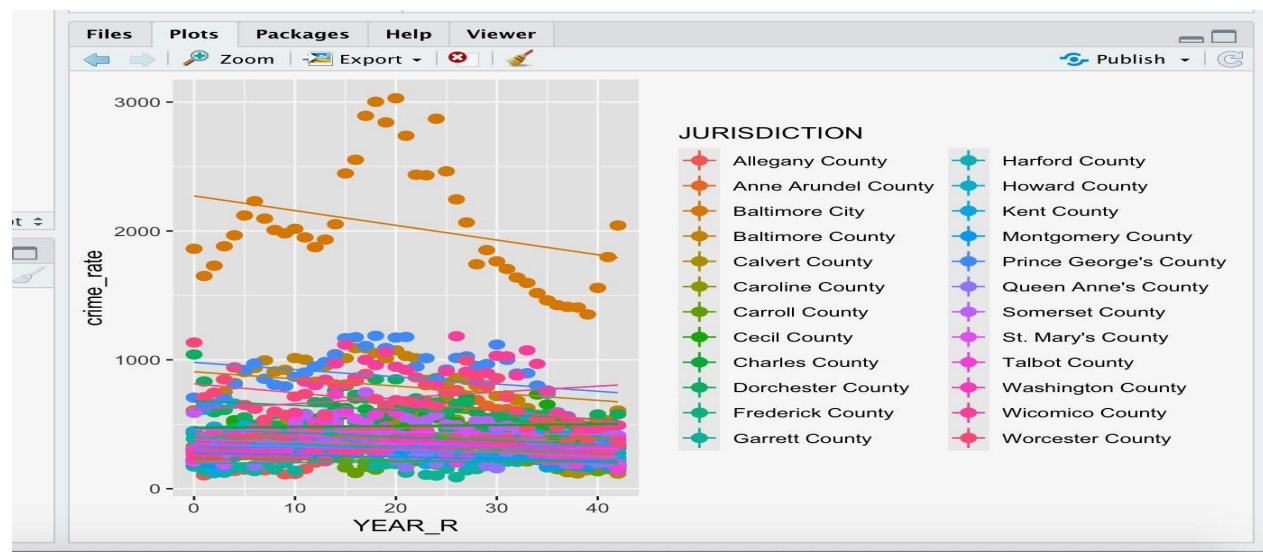 Files Plots Packages Help Viewer
Zoom Export Publish
JURISDICTION
Allegany County
Anne Arundel County
Baltimore City
Baltimore County
Calvert County
Caroline County
Carroll County
Cecil County
Charles County
Dorchester County
Frederick County
Garrett County
Harford County
Howard County
Kent County
Montgomery County
Prince George's County
Queen Anne's County
Somerset County
St. Mary's County
Talbot County
Washington County
Wicomico County
Worcester County
crime_rate
3000
2000
1000
0
0 10 20 30 40
YEAR_R